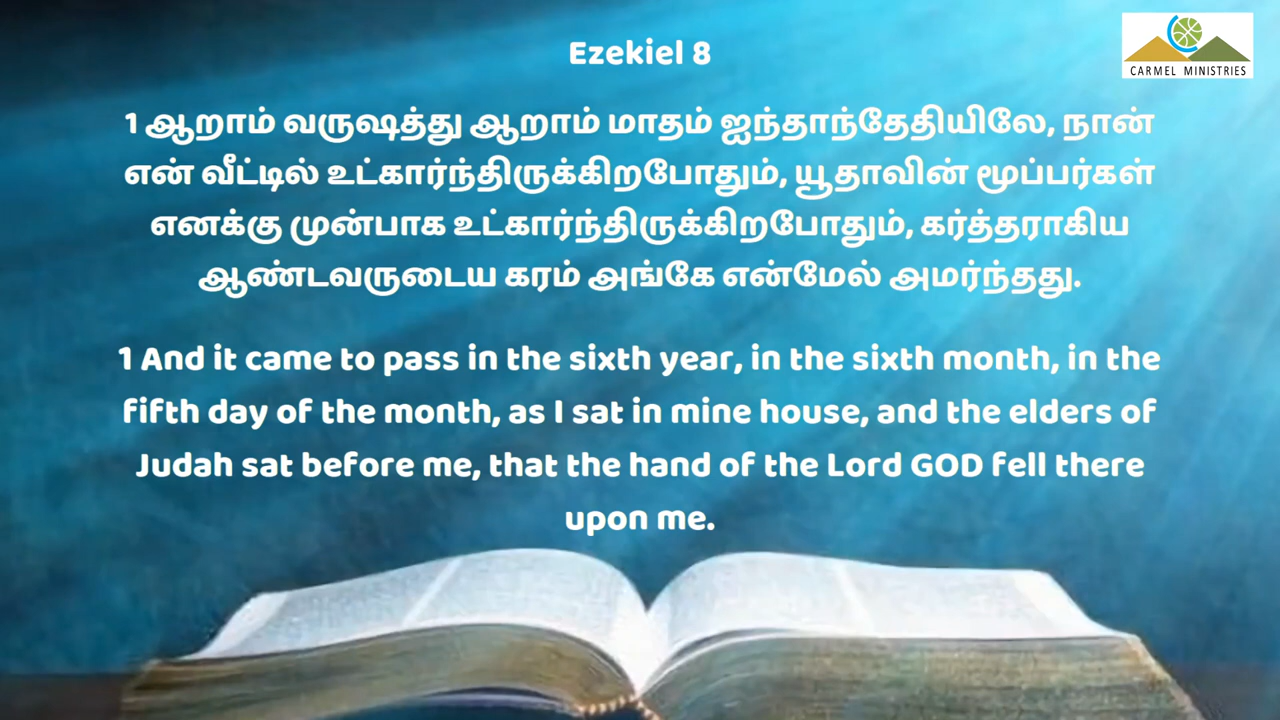 Ezekiel 8
CARMEL MINISTRIES
1 ஆறாம் வருஷத்து ஆறாம் மாதம் ஐந்தாந்தேதியிலே, நான்
என் வீட்டில் உட்கார்ந்திருக்கிறபோதும், யூதாவின் மூப்பர்கள்
எனக்கு முன்பாக உட்கார்ந்திருக்கிறபோதும், கர்த்தராகிய
ஆண்டவருடைய கரம் அங்கே என்மேல் அமர்ந்தது.
1 And it came to pass in the sixth year, in the sixth month, in the
fifth day of the month, as I sat in mine house, and the elders of
Judah sat before me, that the hand of the Lord GOD fell there
upon me.